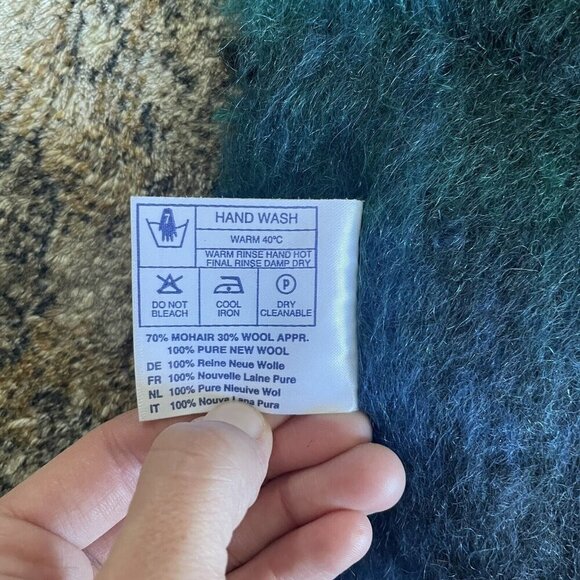 7
HAND WASH
WARM 40°C
WARM RINSE HAND HOT
FINAL RINSE DAMP DRY
DO NOT
BLEACH
COOL
IRON
P
DRY
CLEANABLE
70% MOHAIR 30% WOOL APPR.
100% PURE NEW WOOL
DE 100% Reine Neue Wolle
FR 100% Nouvelle Laine Pure
NL 100% Pure Nieuive Wol
IT 100% Nouva Lana Pura